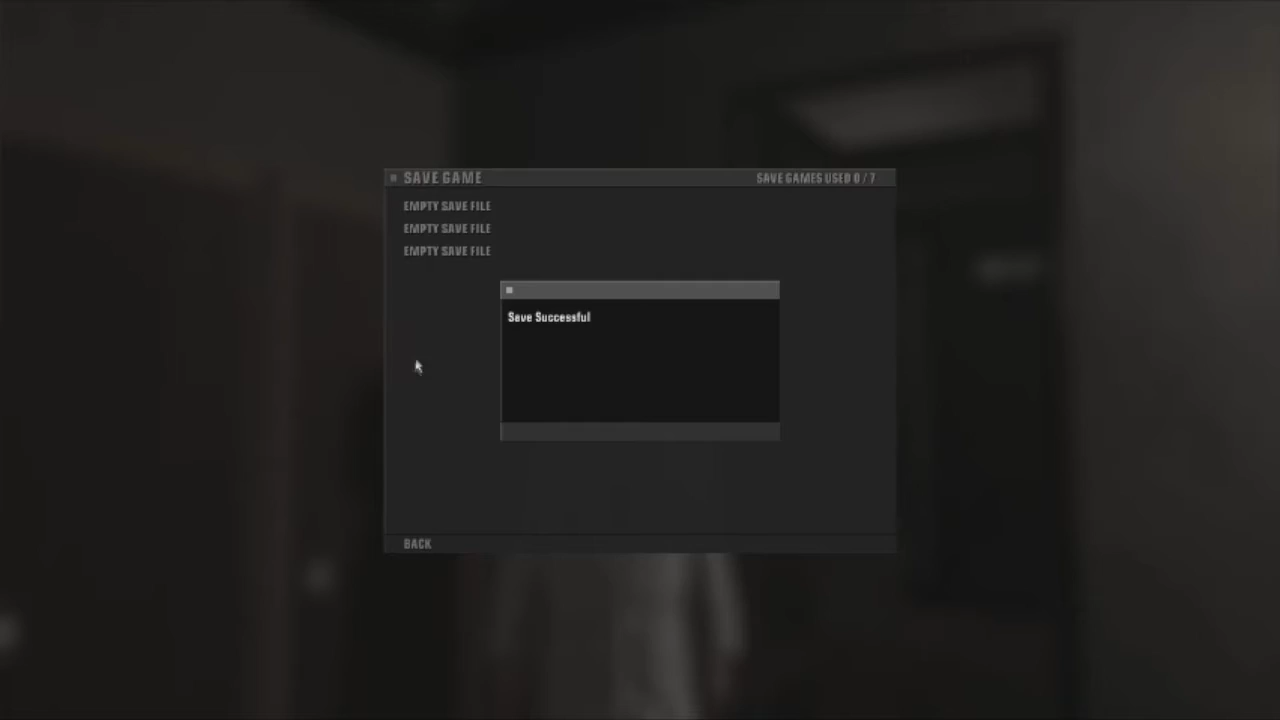 SAVE GAME
SAVE GAMES USED 0 / 7
EMPTY SAVE FILE
EMPTY SAVE FILE
EMPTY SAVE FILE
Save Successful
BACK